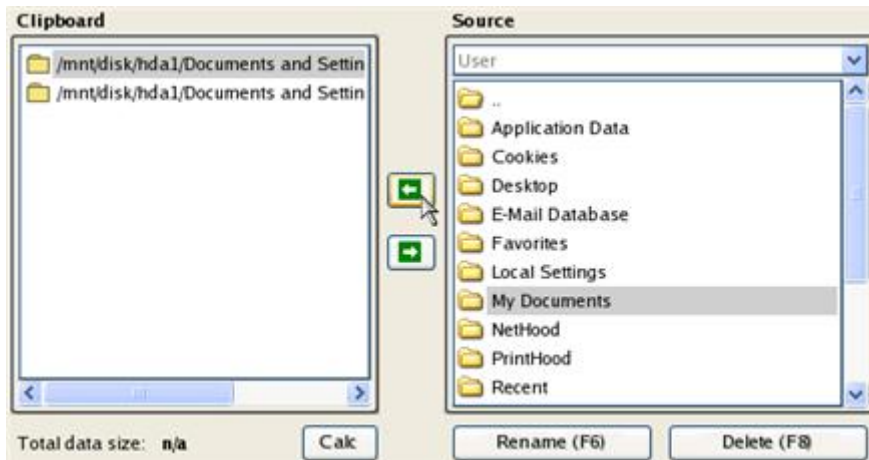 Clipboard
/mnt/disk/hda1/Documents and Settin
/mnt/disk/hda1/Documents and Settin
Total data size: n/a
Calc
Source
User
..
Application Data
Cookies
Desktop
E-Mail Database
Favorites
Local Settings
My Documents
NetHood
PrintHood
Recent
Rename (F6)
Delete (F8)